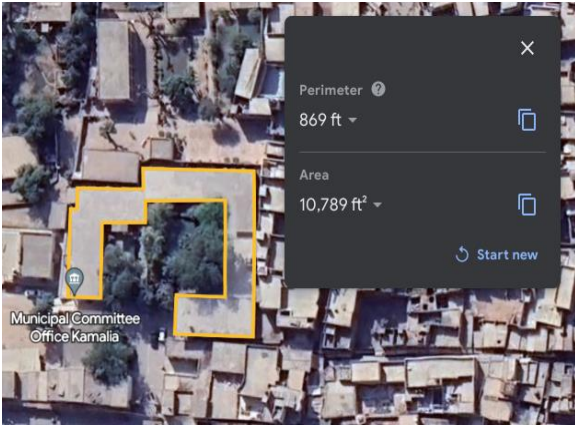 Perimeter
869 ft
Area
10,789 ft²
Start new
Municipal Committee
Office Kamalia